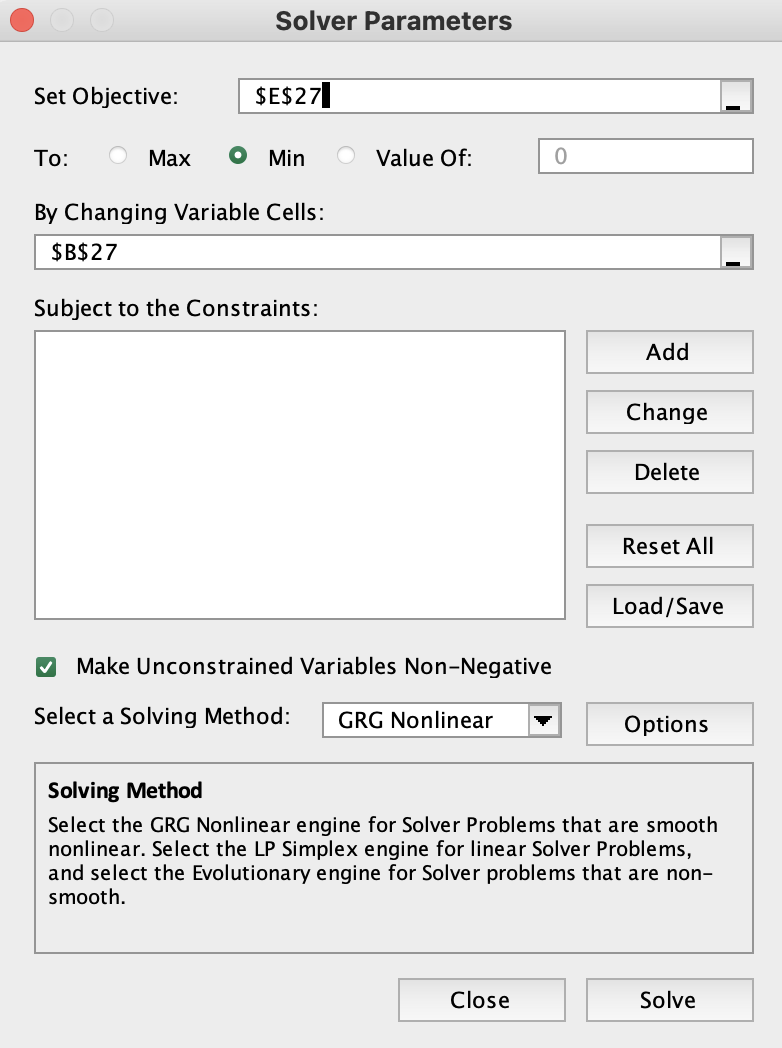 Solver Parameters
Set Objective: $E$27
To: Max Min Value Of: 0
By Changing Variable Cells:
$B$27
Subject to the Constraints:
Add
Change
Delete
Reset All
Load/Save
Make Unconstrained Variables Non-Negative
Select a Solving Method: GRG Nonlinear Options
Solving Method
Select the GRG Nonlinear engine for Solver Problems that are smooth
nonlinear. Select the LP Simplex engine for linear Solver Problems,
and select the Evolutionary engine for Solver problems that are non-
smooth.
Close Solve